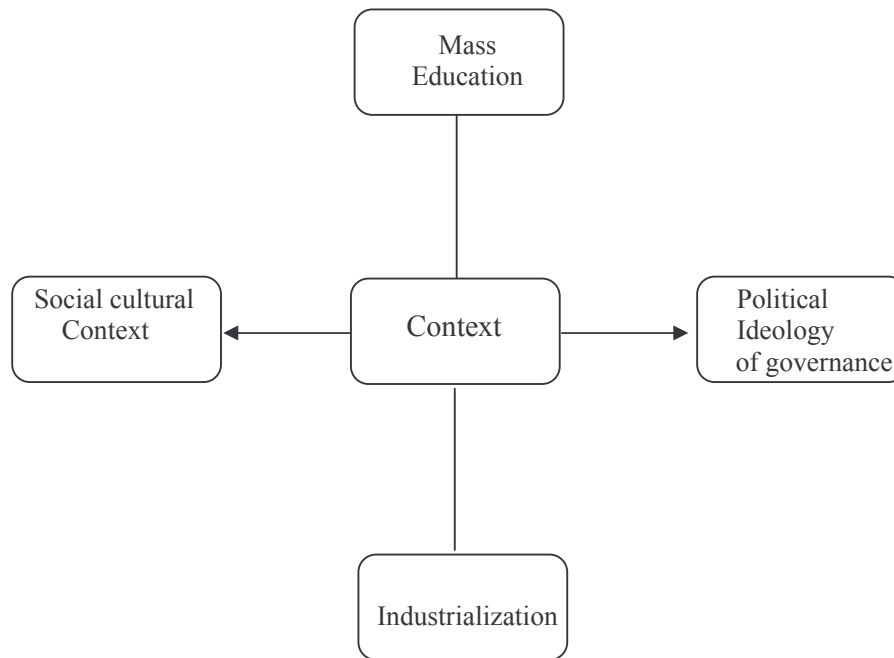 Mass
Education
Social cultural
Context
Context
Political
Ideology
of governance
Industrialization